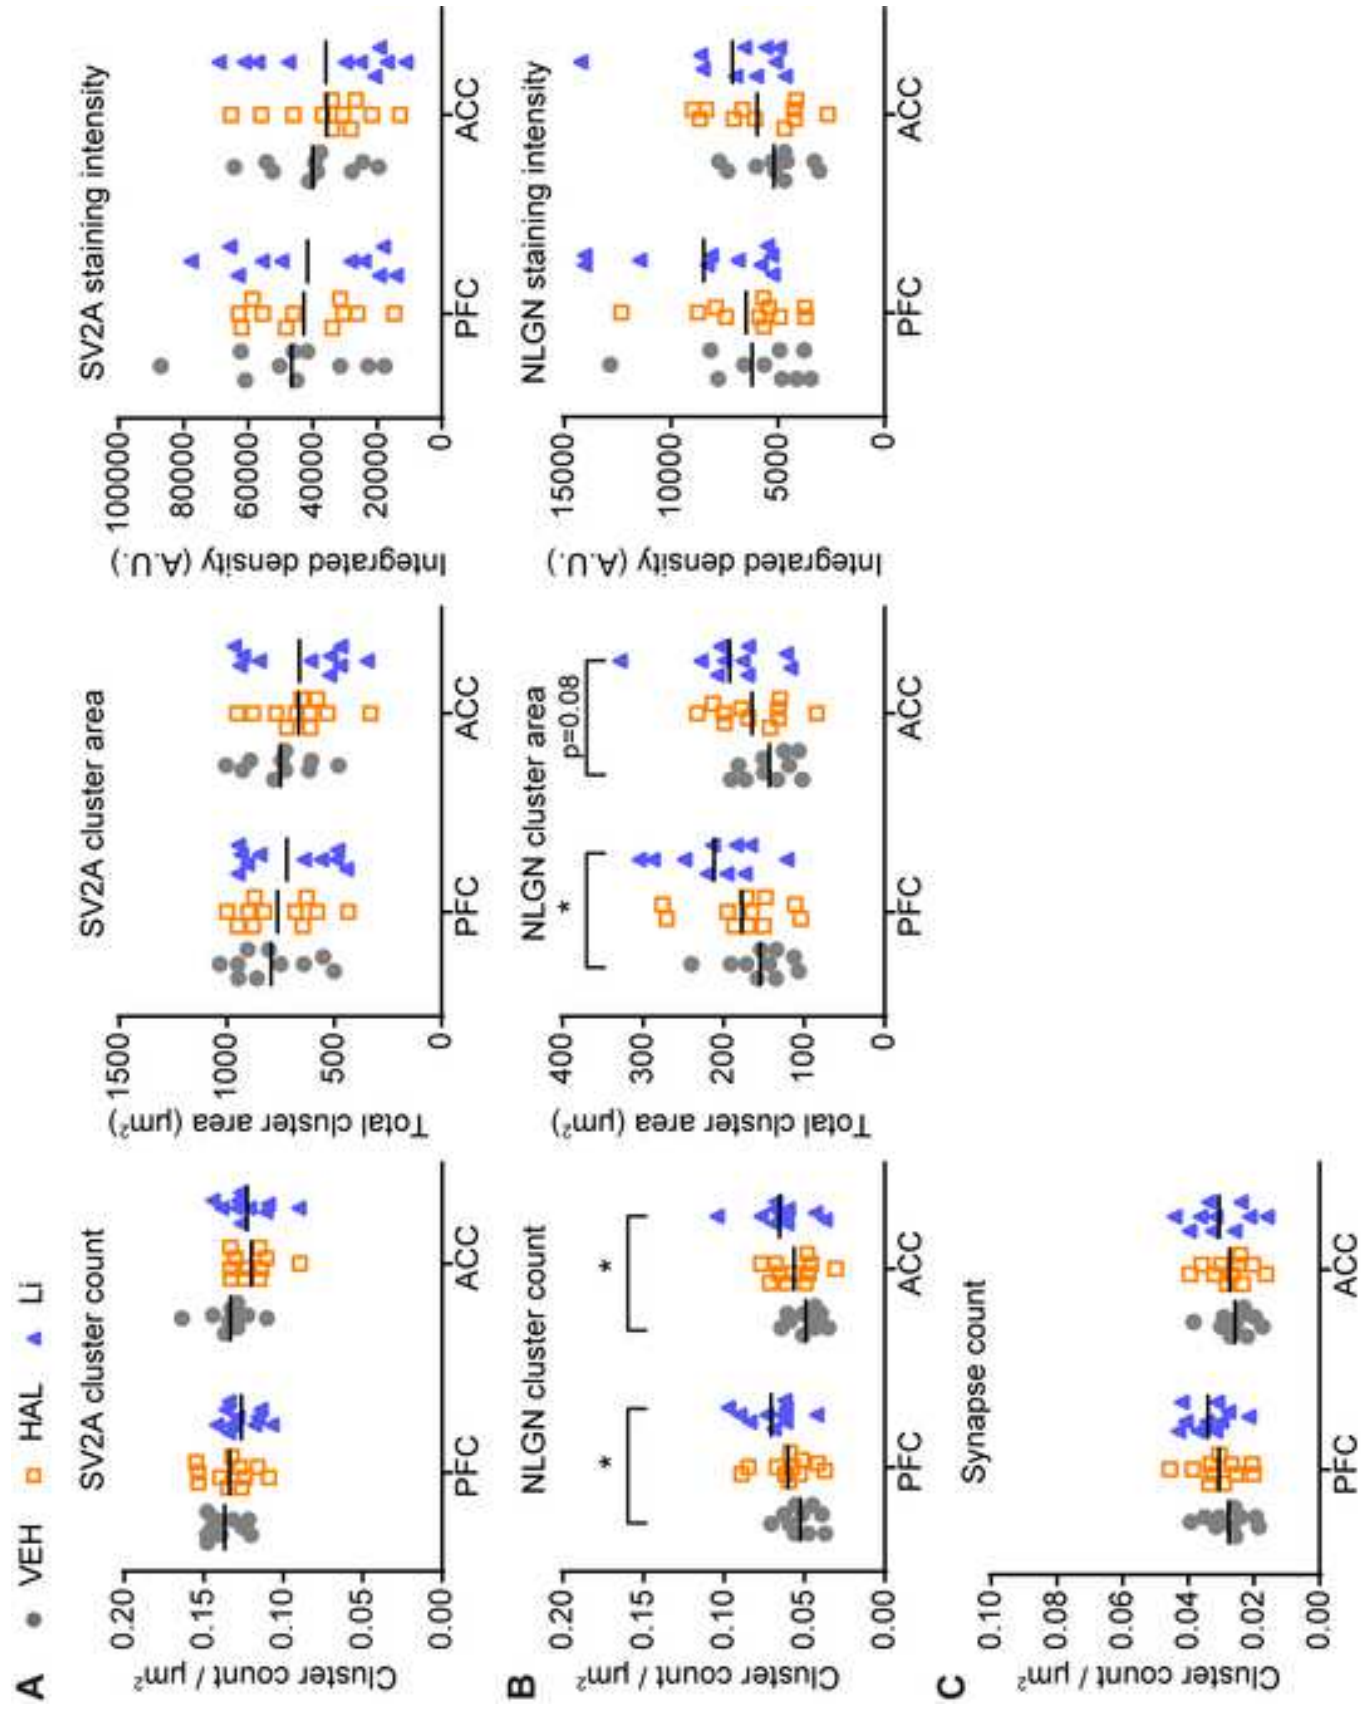 VEH HAL Li
A
SV2A cluster count
Cluster count / µm²
0.20
0.15
0.10
0.05
0.00
PFC ACC
SV2A cluster area
Total cluster area (µm²)
1500
1000
500
0
PFC ACC
SV2A staining intensity
Integrated density (A.U.)
100000
80000
60000
40000
20000
0
PFC ACC
B
NLGN cluster count
Cluster count / µm²
0.20
0.15
0.10
0.05
0.00
* *
PFC ACC
NLGN cluster area
Total cluster area (µm²)
400
300
200
100
0
* p=0.08
PFC ACC
NLGN staining intensity
Integrated density (A.U.)
15000
10000
5000
0
PFC ACC
C
Synapse count
Cluster count / µm²
0.10
0.08
0.06
0.04
0.02
0.00
PFC ACC